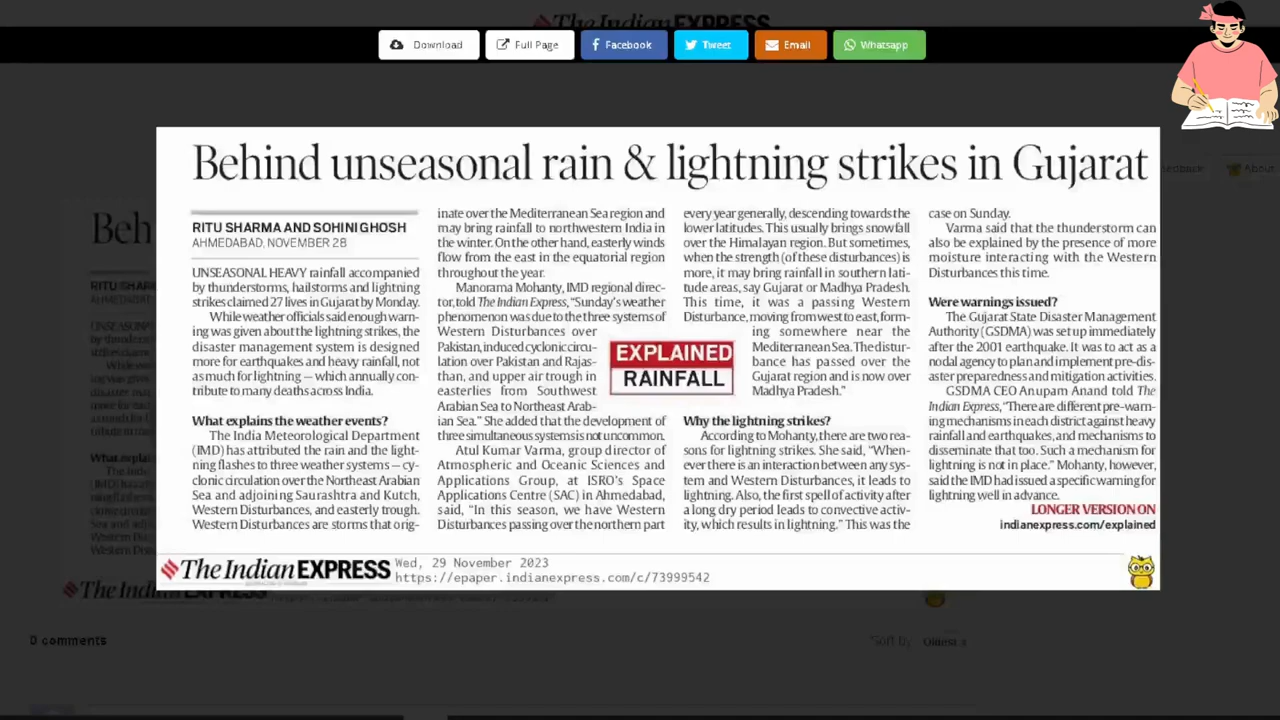 The Indian EXPRESS
Download
Full Page
Facebook
Tweet
Email
Whatsapp
Behind unseasonal rain & lightning strikes in Gujarat
RITU SHARMA AND SOHINI GHOSH
AHMEDABAD, NOVEMBER 28
UNSEASONAL HEAVY rainfall accompanied
by thunderstorms, hailstorms and lightning
strikes claimed 27 lives in Gujarat by Monday.
While weather officials said enough warn-
ing was given about the lightning strikes, the
disaster management system is designed
more for earthquakes and heavy rainfall, not
as much for lightning — which annually con-
tribute to many deaths across India.
What explains the weather events?
The India Meteorological Department
(IMD) has attributed the rain and the light-
ning flashes to three weather systems — cy-
clonic circulation over the Northeast Arabian
Sea and adjoining Saurashtra and Kutch,
Western Disturbances, and easterly trough.
Western Disturbances are storms that orig-
inate over the Mediterranean Sea region and
may bring rainfall to northwestern India in
the winter. On the other hand, easterly winds
flow from the east in the equatorial region
throughout the year.
Manorama Mohanty, IMD regional direc-
tor, told The Indian Express, “Sunday’s weather
phenomenon was due to the three systems of
Western Disturbances over
Pakistan, induced cyclonic circu-
lation over Pakistan and Rajas-
than, and upper air trough in
easterlies from Southwest
Arabian Sea to Northeast Arab-
ian Sea.” She added that the development of
three simultaneous systems is not uncommon.
Atul Kumar Varma, group director of
Atmospheric and Oceanic Sciences and
Applications Group, at ISRO’s Space
Applications Centre (SAC) in Ahmedabad,
said, “In this season, we have Western
Disturbances passing over the northern part
EXPLAINED
RAINFALL
every year generally, descending towards the
lower latitudes. This usually brings snowfall
over the Himalayan region. But sometimes,
when the strength (of these disturbances) is
more, it may bring rainfall in southern lati-
tude areas, say Gujarat or Madhya Pradesh.
This time, it was a passing Western
Disturbance, moving from west to east, form-
ing somewhere near the
Mediterranean Sea. The distur-
bance has passed over the
Gujarat region and is now over
Madhya Pradesh.”
Why the lightning strikes?
According to Mohanty, there are two rea-
sons for lightning strikes. She said, “When-
ever there is an interaction between any sys-
tem and Western Disturbances, it leads to
lightning. Also, the first spell of activity after
a long dry period leads to convective activ-
ity, which results in lightning.” This was the
case on Sunday.
Varma said that the thunderstorm can
also be explained by the presence of more
moisture interacting with the Western
Disturbances this time.
Were warnings issued?
The Gujarat State Disaster Management
Authority (GSDMA) was set up immediately
after the 2001 earthquake. It was to act as a
nodal agency to plan and implement pre-dis-
aster preparedness and mitigation activities.
GSDMA CEO Anupam Anand told The
Indian Express, “There are different pre-warn-
ing mechanisms in each district against heavy
rainfall and earthquakes, and mechanisms to
disseminate that too. Such a mechanism for
lightning is not in place.” Mohanty, however,
said the IMD had issued a specific warning for
lightning well in advance.
LONGER VERSION ON
indianexpress.com/explained
The Indian EXPRESS
Wed, 29 November 2023
https://epaper.indianexpress.com/c/73999542
0 comments
Sort by
Oldest